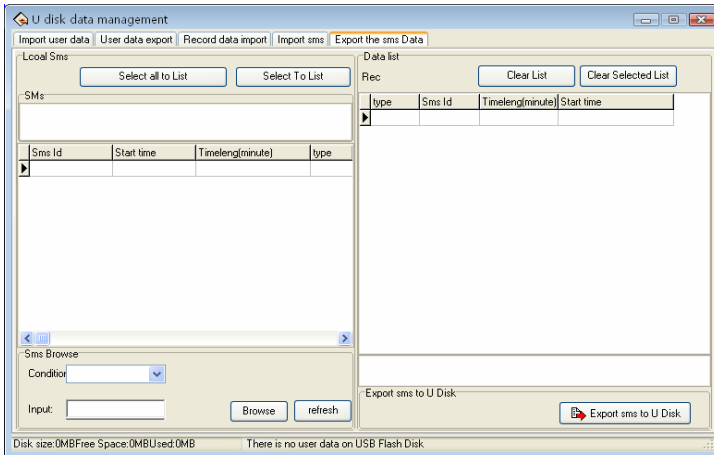 U disk data management
Import user data User data export Record data import Import sms Export the sms Data
Lcoal Sms
Select all to List Select To List
SMs
Sms Id Start time Timeleng(minute) type
Sms Browse
Condition
Input: Browse refresh
Data list
Rec Clear List Clear Selected List
type Sms Id Timeleng(minute) Start time
Export sms to U Disk
Export sms to U Disk
Disk size:0MBFree Space:0MBUsed:0MB There is no user data on USB Flash Disk